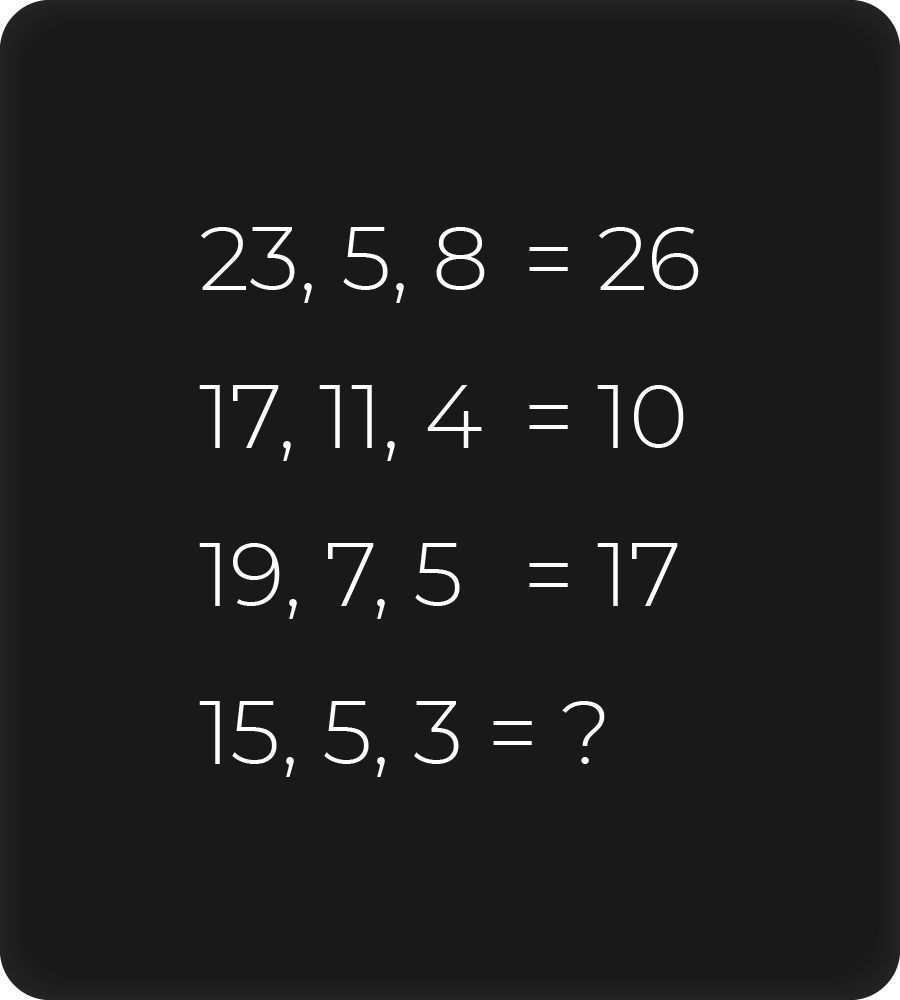 23, 5, 8 = 26
17, 11, 4 = 10
19, 7, 5 = 17
15, 5, 3 = ?